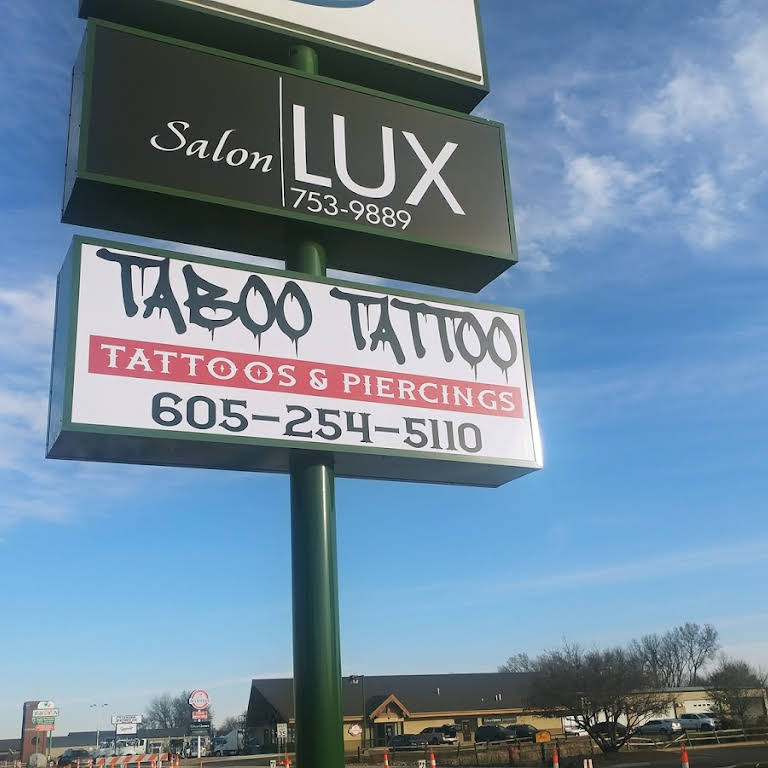 Salon LUX
753-9889
TABOO TATTOO
TATTOOS & PIERCINGS
605-254-5110